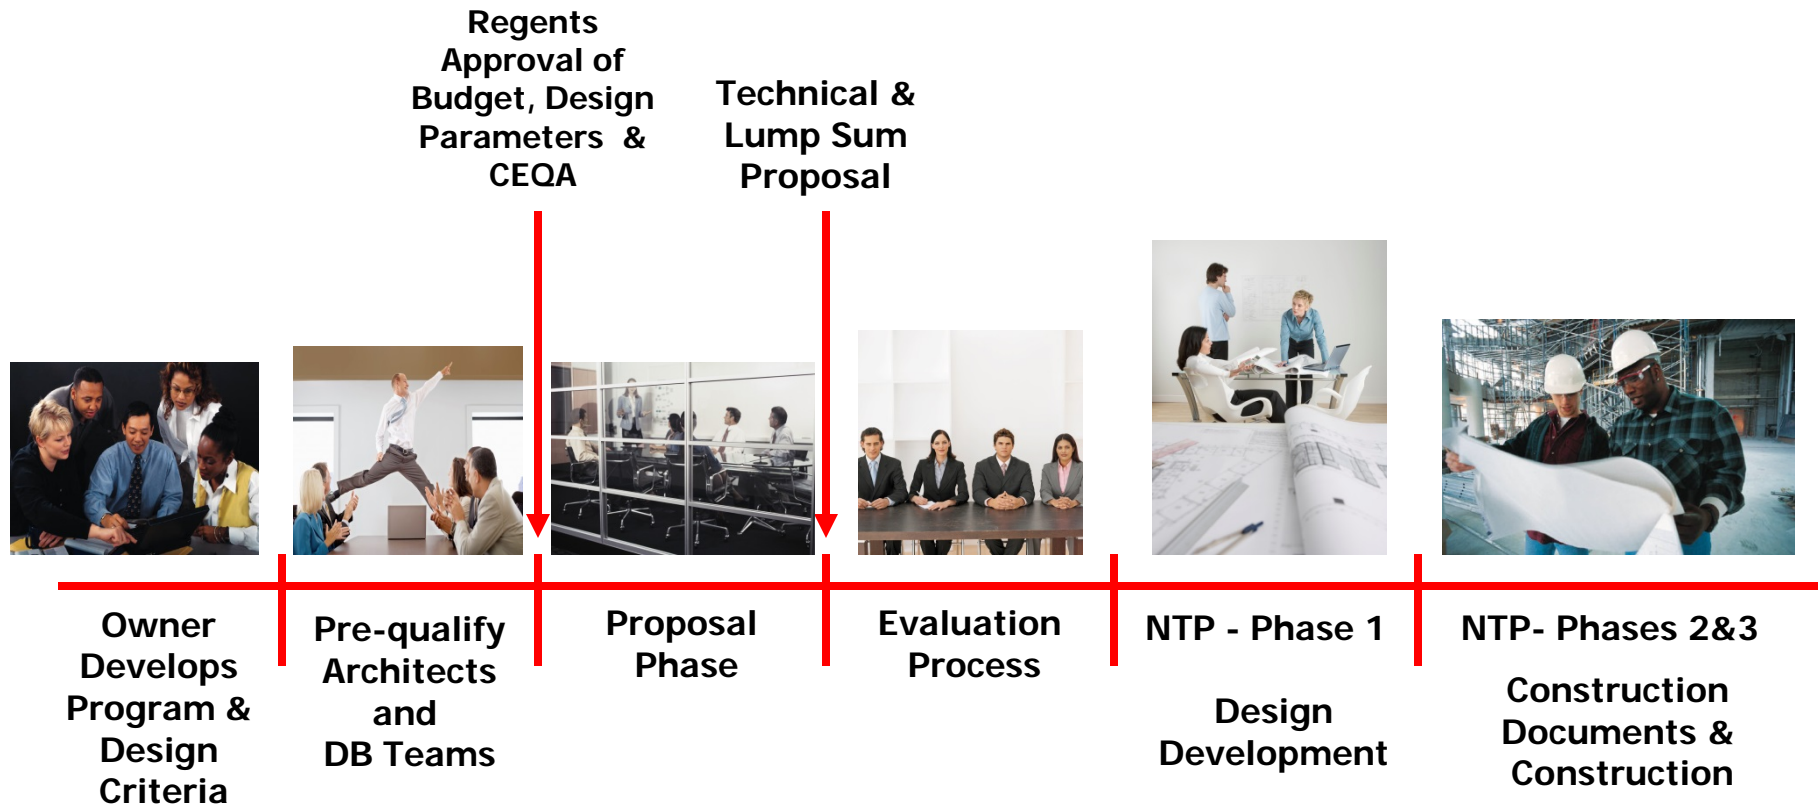 Regents
Approval of
Budget, Design
Parameters &
CEQA
Technical &
Lump Sum
Proposal
Owner
Develops
Program &
Design
Criteria
Pre-qualify
Architects
and
DB Teams
Proposal
Phase
Evaluation
Process
NTP - Phase 1
Design
Development
NTP- Phases 2&3
Construction
Documents &
Construction